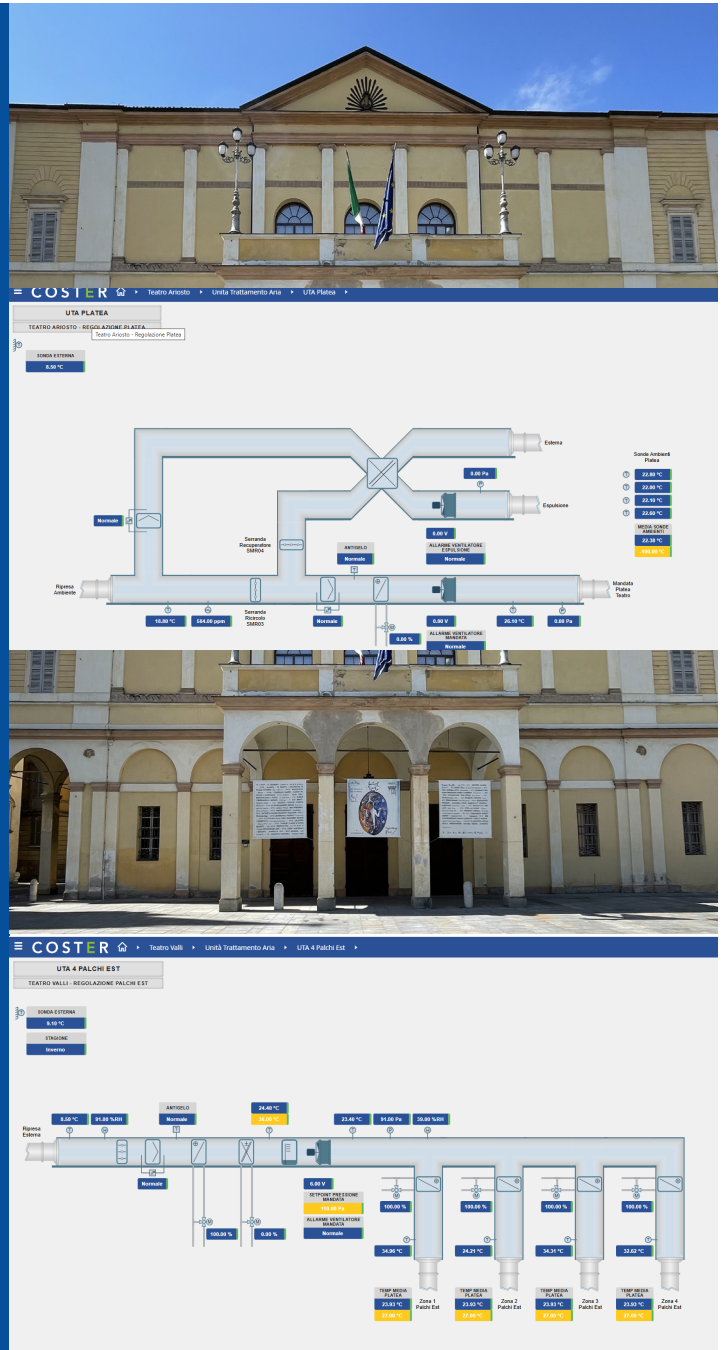 COSTER Teatro Ariosto Unita Trattamento Aria UTA Platea
UTA PLATEA
TEATRO ARIOSTO - REGOLAZIONE PLATEA
Teatro Ariosto - Regolazione Platea
SONDA ESTERNA
Esterna
Sonde Ambienti
Platea
0.00 Pa
22.80 °C
22.00 °C
Espulsione
22.10 °C
22.60 °C
Normale
MEDIA SONDE
AMBIENTI
22.38 °C
0.00 V
Serranda
Recuperatore
SMR04
ANTIGELO
Normale
ALLARME VENTILATORE
ESPULSIONE
Normale
Ripresa
Ambiente
Mandata
Platea
Teatro
584.00 ppm
Serranda
Ricircolo
SMR03
Normale
0.00 %
0.00 V
ALLARME VENTILATORE
MANDATA
Normale
26.10 °C
0.00 Pa
COSTER Teatro Valli Unità Trattamento Aria UTA 4 Palchi Est
UTA 4 PALCHI EST
TEATRO VALLI - REGOLAZIONE PALCHI EST
SONDA ESTERNA
9.10 °C
STAGIONE
Inverno
Ripresa
Esterna
8.50 °C
91.00 %RH
ANTIGELO
Normale
24.40 °C
23.40 °C
91.00 Pa
39.00 %RH
Normale
100.00 %
0.00 %
SETPOINT PRESSIONE
MANDATA
ALLARME VENTILATORE
MANDATA
Normale
100.00 %
100.00 %
100.00 %
100.00 %
34.96 °C
24.21 °C
34.31 °C
32.62 °C
TEMP MEDIA
PLATEA
23.93 °C
27.00 °C
Zona 1
Palchi Est
TEMP MEDIA
PLATEA
23.93 °C
27.00 °C
Zona 2
Palchi Est
TEMP MEDIA
PLATEA
23.93 °C
27.00 °C
Zona 3
Palchi Est
TEMP MEDIA
PLATEA
23.93 °C
27.00 °C
Zona 4
Palchi Est